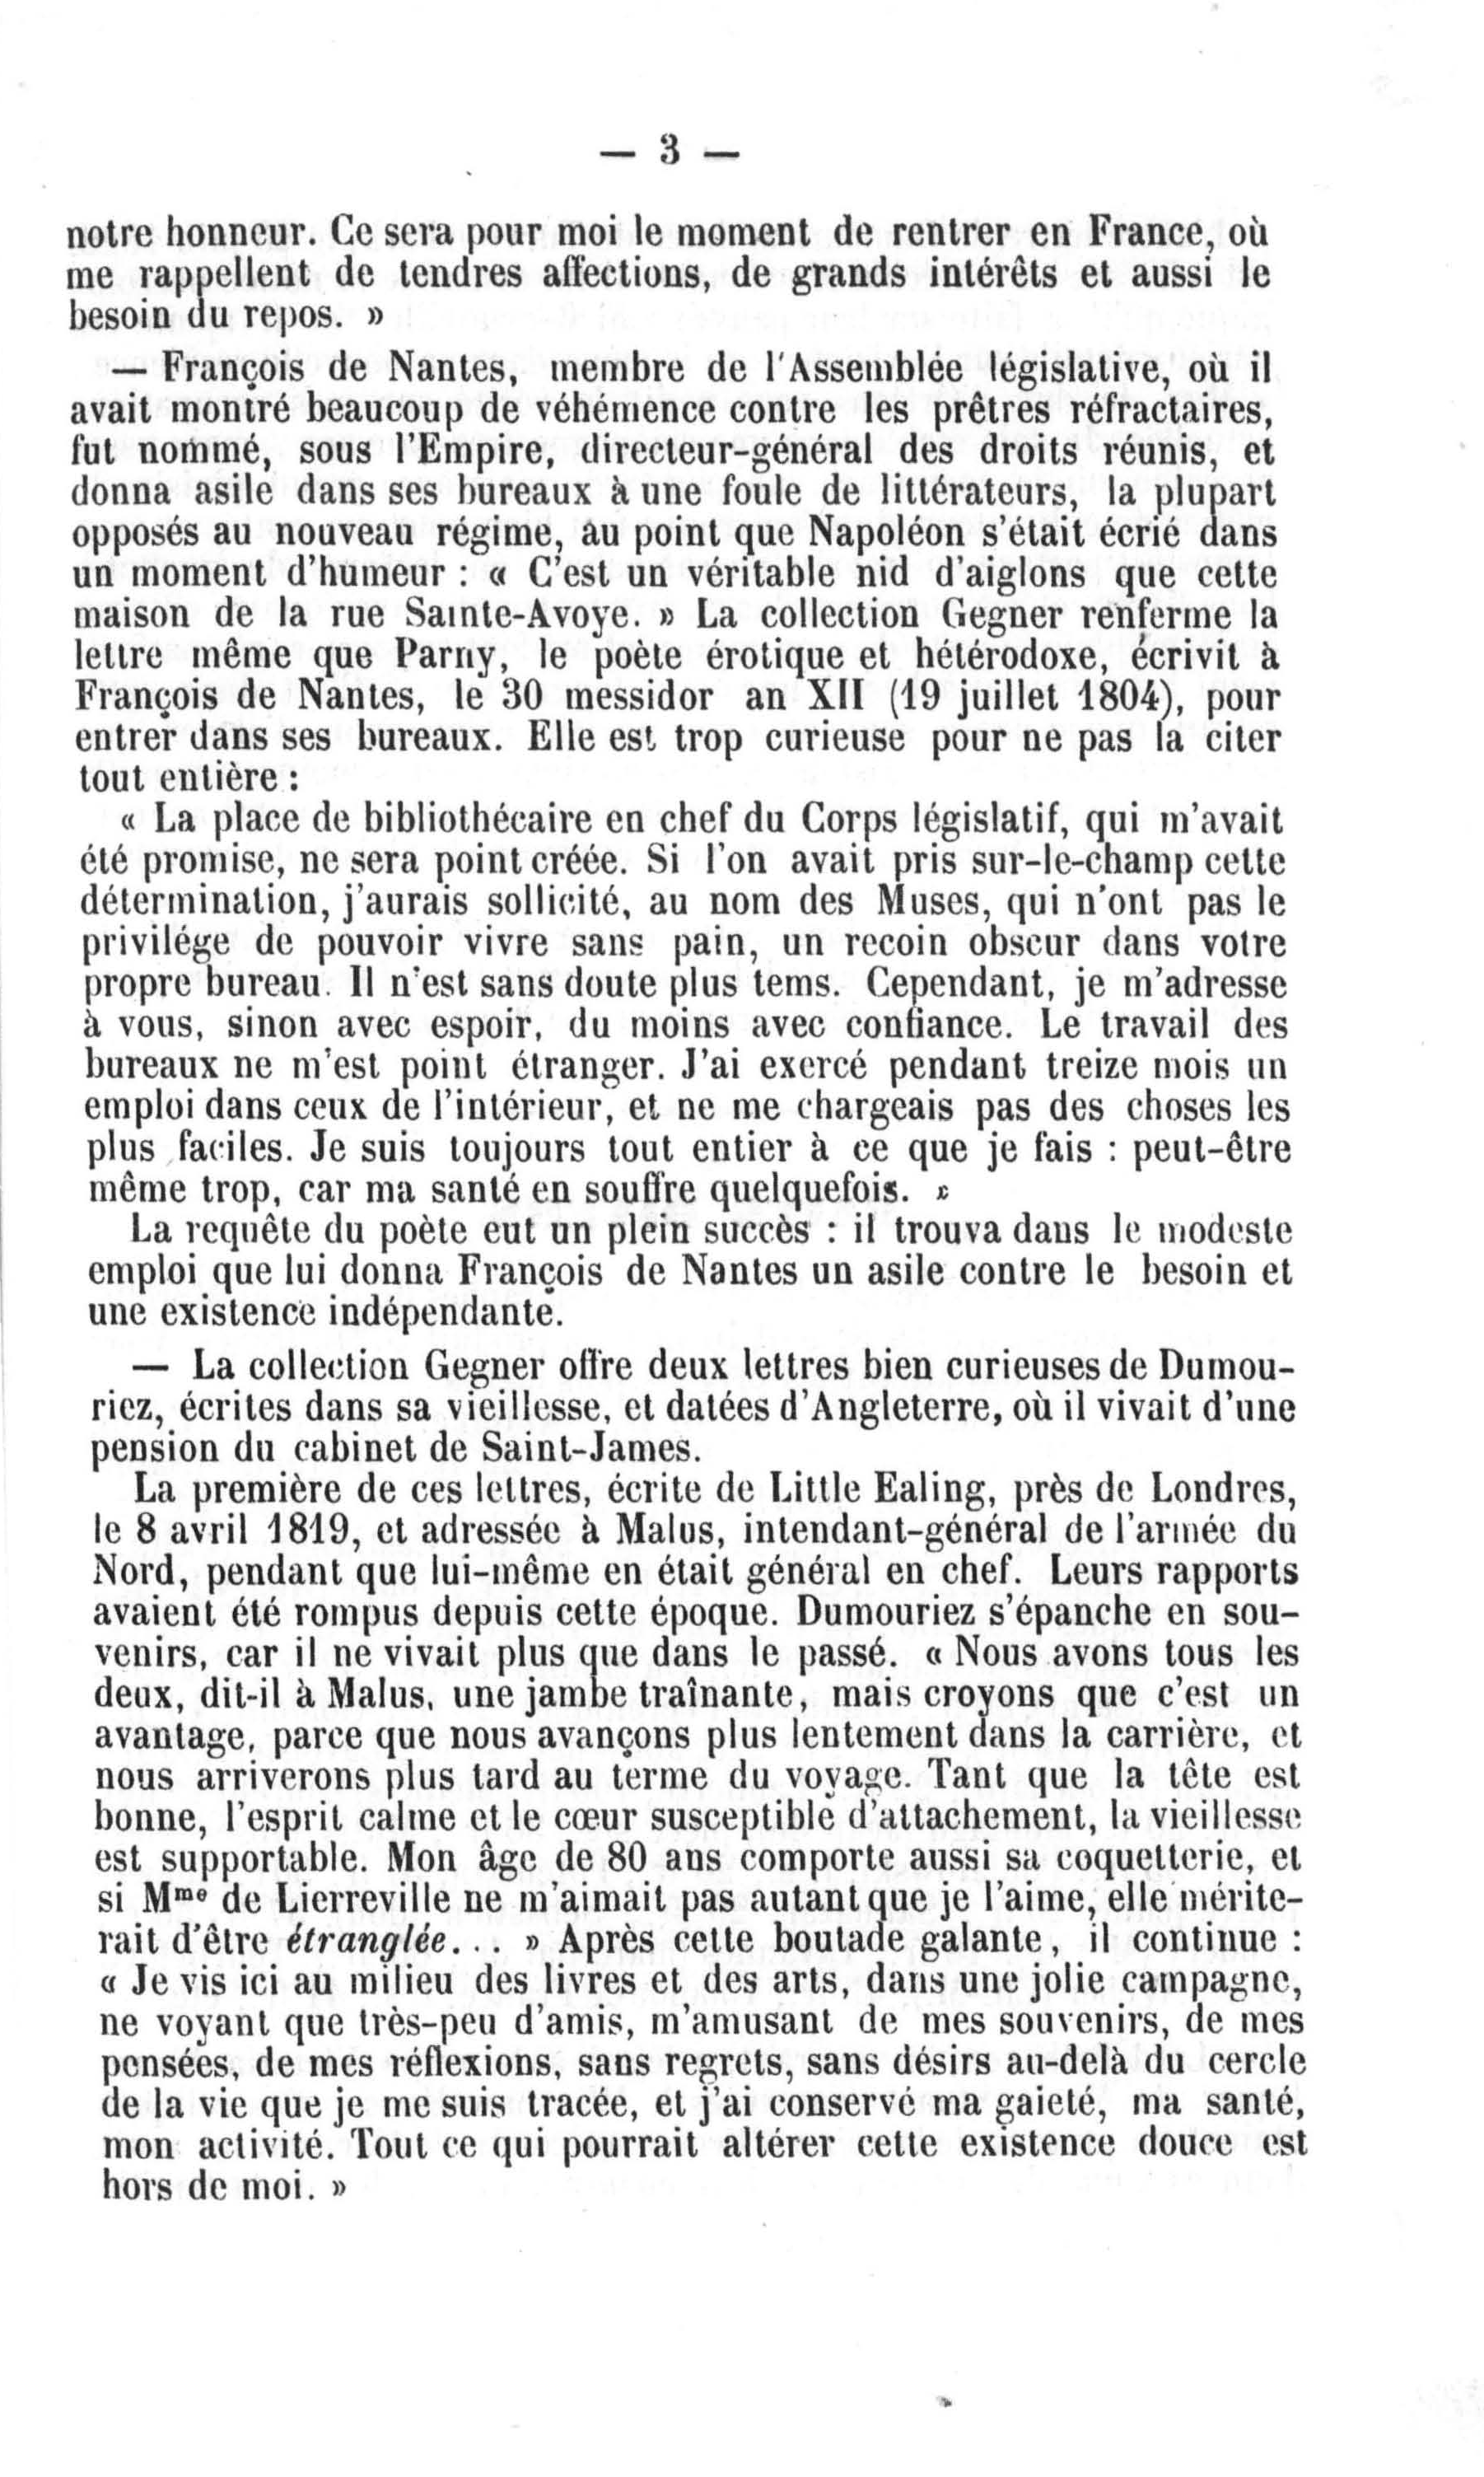 — 3 —
notre honneur. Ce sera pour moi le moment de rentrer en France, où
me rappellent de tendres affections, de grands intérêts et aussi le
besoin du repos. »
— François de Nantes, membre de l'Assemblée législative, où il
avait montré beaucoup de véhémence contre les prêtres réfractaires,
fut nommé, sous l'Empire, directeur-général des droits réunis, et
donna asile dans ses bureaux à une foule de littérateurs, la plupart
opposés au nouveau régime, au point que Napoléon s'était écrié dans
un moment d'humeur : « C'est un véritable nid d'aiglons que cette
maison de la rue Sainte-Avoye. » La collection Gegner renferme la
lettre même que Parny, le poète érotique et hétérodoxe, écrivit à
François de Nantes, le 30 messidor an XII (19 juillet 1804), pour
entrer dans ses bureaux. Elle est trop curieuse pour ne pas la citer
tout entière :
« La place de bibliothécaire en chef du Corps législatif, qui m'avait
été promise, ne sera point créée. Si l'on avait pris sur-le-champ cette
détermination, j'aurais sollicité, au nom des Muses, qui n'ont pas le
privilége de pouvoir vivre sans pain, un recoin obscur dans votre
propre bureau. Il n'est sans doute plus tems. Cependant, je m'adresse
à vous, sinon avec espoir, du moins avec confiance. Le travail des
bureaux ne m'est point étranger. J'ai exercé pendant treize mois un
emploi dans ceux de l'intérieur, et ne me chargeais pas des choses les
plus faciles. Je suis toujours tout entier à ce que je fais : peut-être
même trop, car ma santé en souffre quelquefois. »
La requête du poète eut un plein succès : il trouva dans le modeste
emploi que lui donna François de Nantes un asile contre le besoin et
une existence indépendante.
— La collection Gegner offre deux lettres bien curieuses de Dumou-
riez, écrites dans sa vieillesse, et datées d'Angleterre, où il vivait d'une
pension du cabinet de Saint-James.
La première de ces lettres, écrite de Little Ealing, près de Londres,
le 8 avril 1819, et adressée à Malus, intendant-général de l'armée du
Nord, pendant que lui-même en était général en chef. Leurs rapports
avaient été rompus depuis cette époque. Dumouriez s'épanche en sou-
venirs, car il ne vivait plus que dans le passé. « Nous avons tous les
deux, dit-il à Malus, une jambe traînante, mais croyons que c'est un
avantage, parce que nous avançons plus lentement dans la carrière, et
nous arriverons plus tard au terme du voyage. Tant que la tête est
bonne, l'esprit calme et le cœur susceptible d'attachement, la vieillesse
est supportable. Mon âge de 80 ans comporte aussi sa coquetterie, et
si Mme de Lierreville ne m'aimait pas autant que je l'aime, elle mérite-
rait d'être étranglée... » Après cette boutade galante, il continue :
« Je vis ici au milieu des livres et des arts, dans une jolie campagne,
ne voyant que très-peu d'amis, m'amusant de mes souvenirs, de mes
pensées, de mes réflexions, sans regrets, sans désirs au-delà du cercle
de la vie que je me suis tracée, et j'ai conservé ma gaieté, ma santé,
mon activité. Tout ce qui pourrait altérer cette existence douce est
hors de moi. »